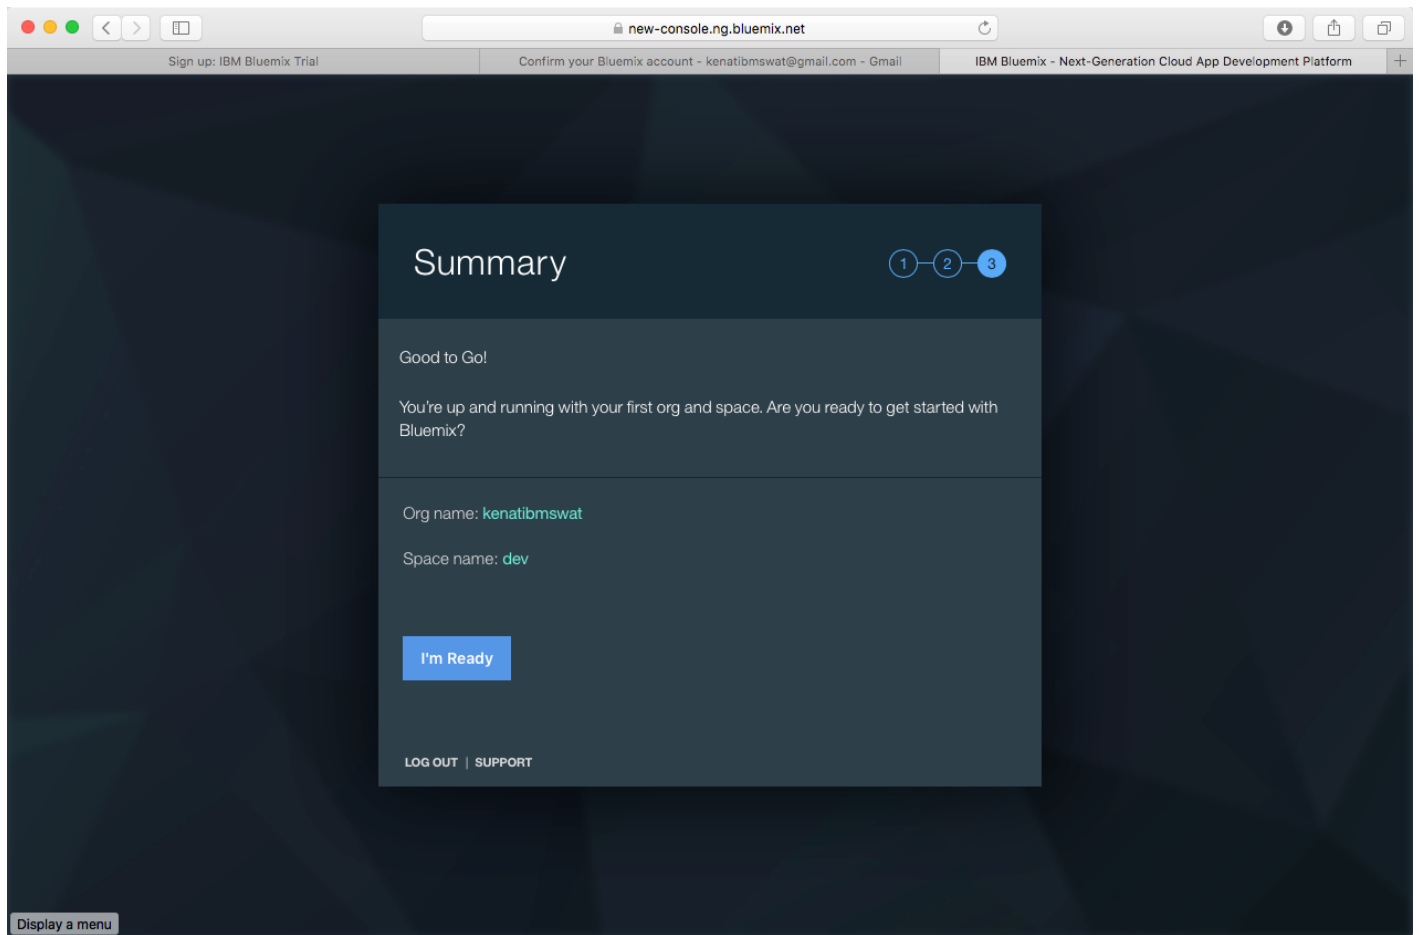 new-console.ng.bluemix.net
Sign up: IBM Bluemix Trial
Confirm your Bluemix account - kenatibmswat@gmail.com - Gmail
IBM Bluemix - Next-Generation Cloud App Development Platform
Summary
1 2 3
Good to Go!
You're up and running with your first org and space. Are you ready to get started with
Bluemix?
Org name: kenatibmswat
Space name: dev
I'm Ready
LOG OUT | SUPPORT
Display a menu